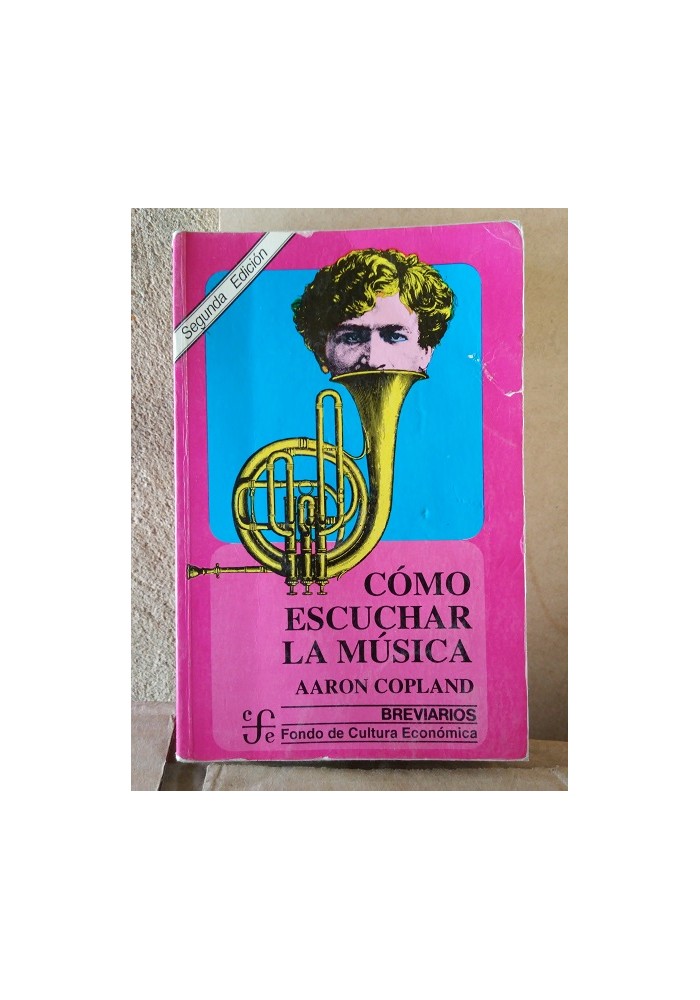 Segunda Edición
CÓMO
ESCUCHAR
LA MÚSICA
AARON COPLAND
BREVIARIOS
cfe
Fondo de Cultura Económica